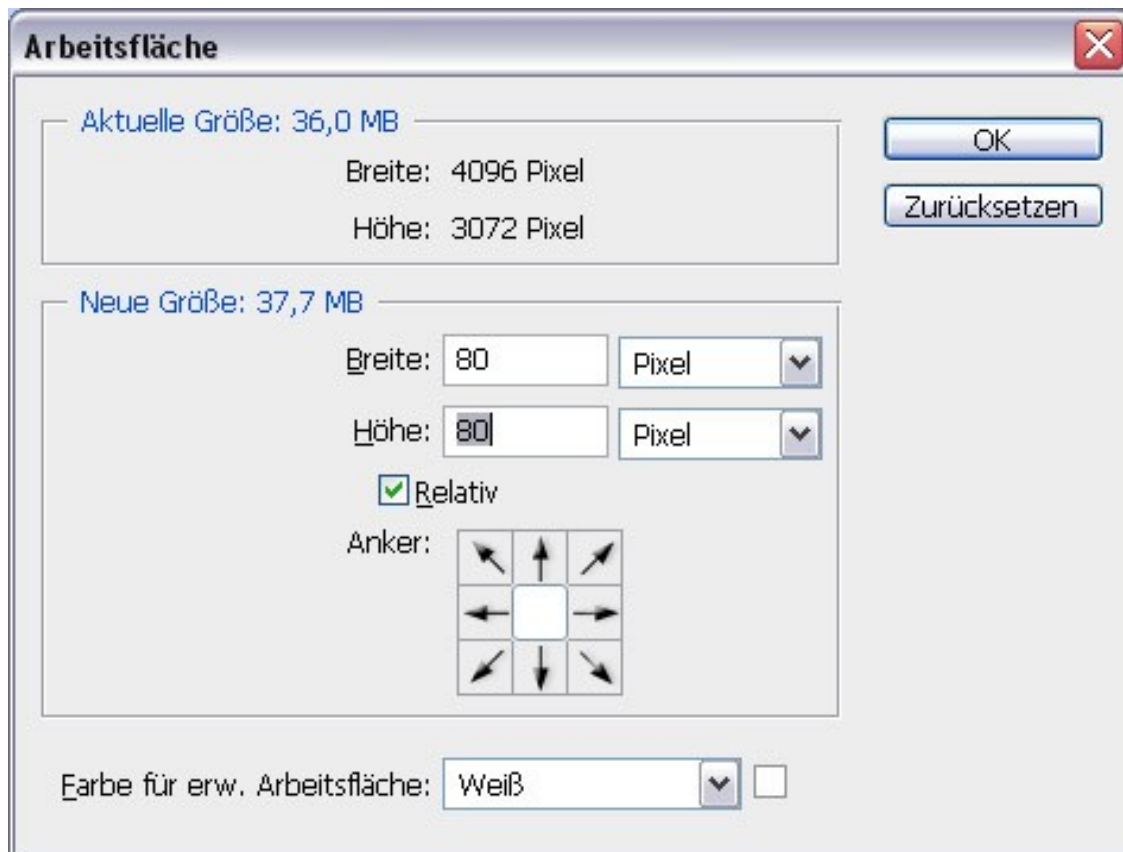 Arbeitsfläche
Aktuelle Größe: 36,0 MB
OK
Breite: 4096 Pixel
Zurücksetzen
Höhe: 3072 Pixel
Neue Größe: 37,7 MB
Breite: 80 Pixel
Höhe: 80 Pixel
Relativ
Anker:
Farbe für erw. Arbeitsfläche: Weiß